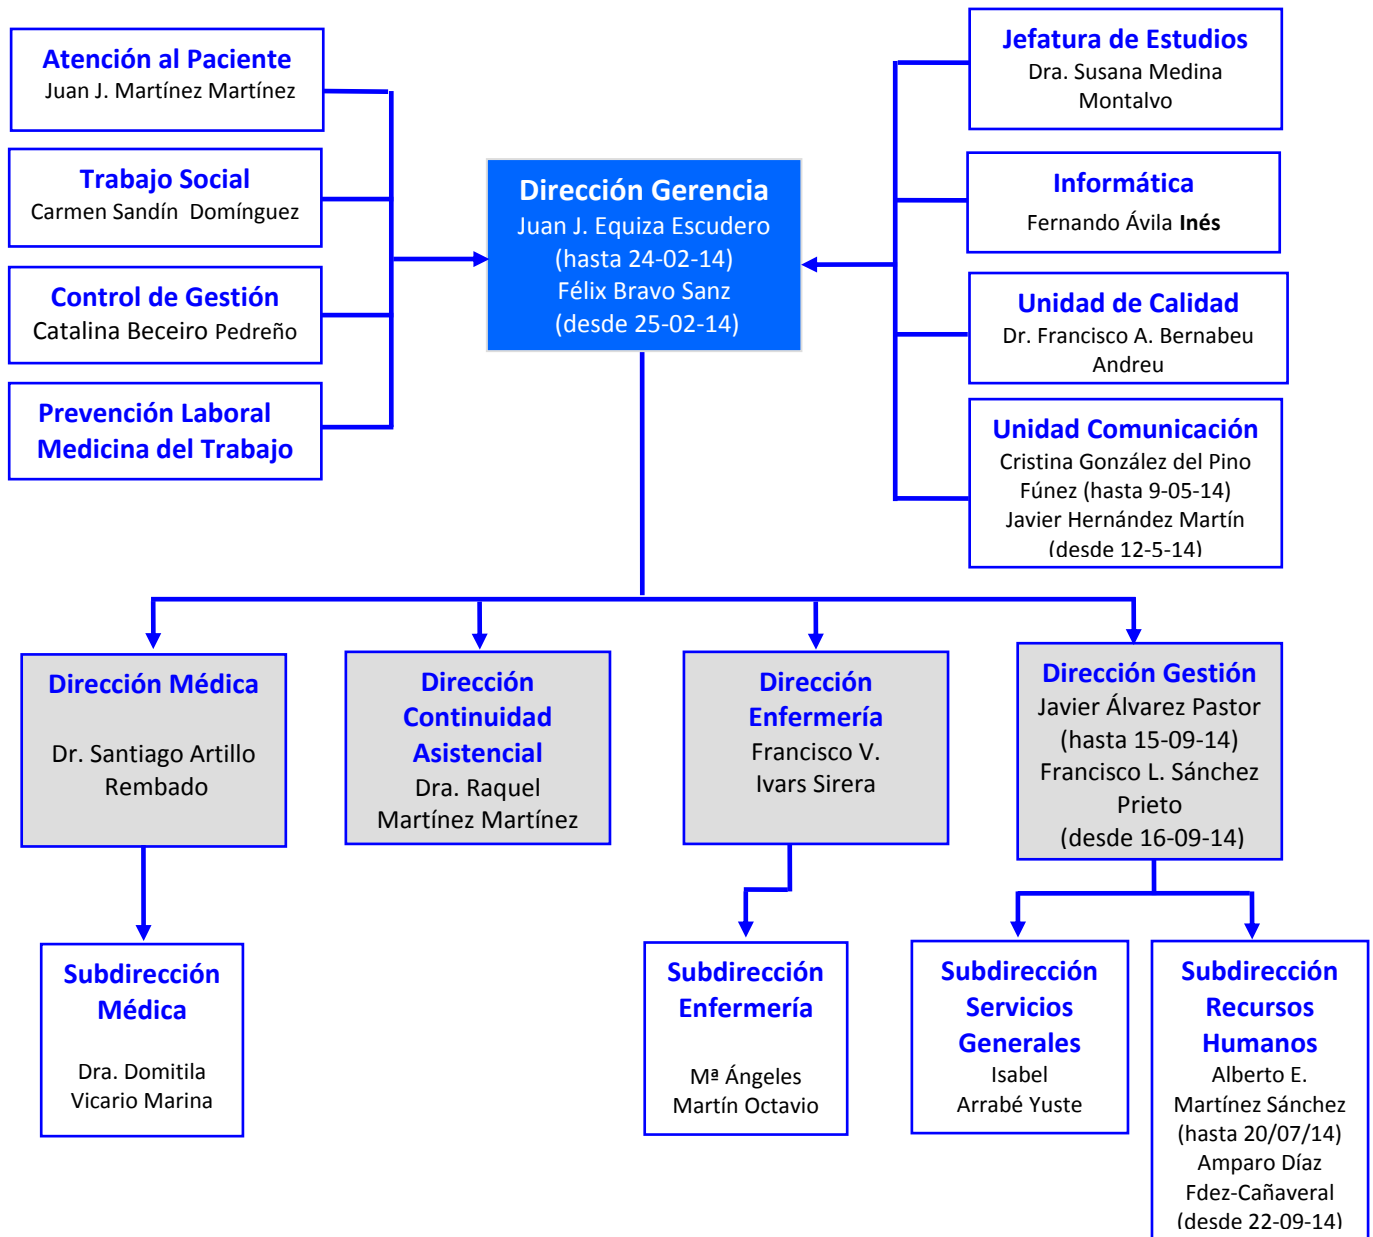 Atención al Paciente
Juan J. Martínez Martínez
Trabajo Social
Carmen Sandín Domínguez
Control de Gestión
Catalina Beceiro Pedreño
Prevención Laboral
Medicina del Trabajo
Dirección Gerencia
Juan J. Equiza Escudero
(hasta 24-02-14)
Félix Bravo Sanz
(desde 25-02-14)
Jefatura de Estudios
Dra. Susana Medina
Montalvo
Informática
Fernando Ávila Inés
Unidad de Calidad
Dr. Francisco A. Bernabeu
Andreu
Unidad Comunicación
Cristina González del Pino
Fúnez (hasta 9-05-14)
Javier Hernández Martín
(desde 12-5-14)
Dirección Médica
Dr. Santiago Artillo
Rembado
Dirección
Continuidad
Asistencial
Dra. Raquel
Martínez Martínez
Dirección
Enfermería
Francisco V.
Ivars Sirera
Dirección Gestión
Javier Álvarez Pastor
(hasta 15-09-14)
Francisco L. Sánchez
Prieto
(desde 16-09-14)
Subdirección
Médica
Dra. Domitila
Vicario Marina
Subdirección
Enfermería
Mª Ángeles
Martín Octavio
Subdirección
Servicios
Generales
Isabel
Arrabé Yuste
Subdirección
Recursos
Humanos
Alberto E.
Martínez Sánchez
(hasta 20/07/14)
Amparo Díaz
Fdez-Cañaveral
(desde 22-09-14)